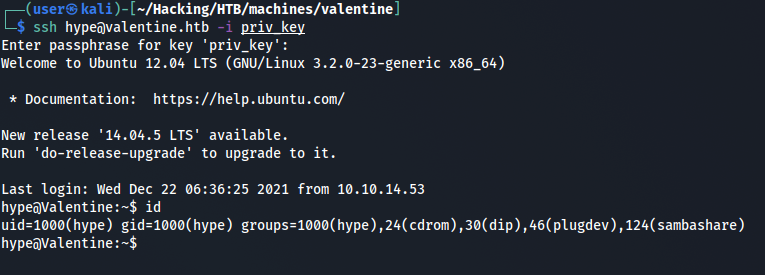 ┌──(user㉿kali)-[~/Hacking/HTB/machines/valentine]
└─$ ssh hype@valentine.htb -i priv_key
Enter passphrase for key 'priv_key':
Welcome to Ubuntu 12.04 LTS (GNU/Linux 3.2.0-23-generic x86_64)
* Documentation:  https://help.ubuntu.com/
New release '14.04.5 LTS' available.
Run 'do-release-upgrade' to upgrade to it.
Last login: Wed Dec 22 06:36:25 2021 from 10.10.14.53
hype@Valentine:~$ id
uid=1000(hype) gid=1000(hype) groups=1000(hype),24(cdrom),30(dip),46(plugdev),124(sambashare)
hype@Valentine:~$